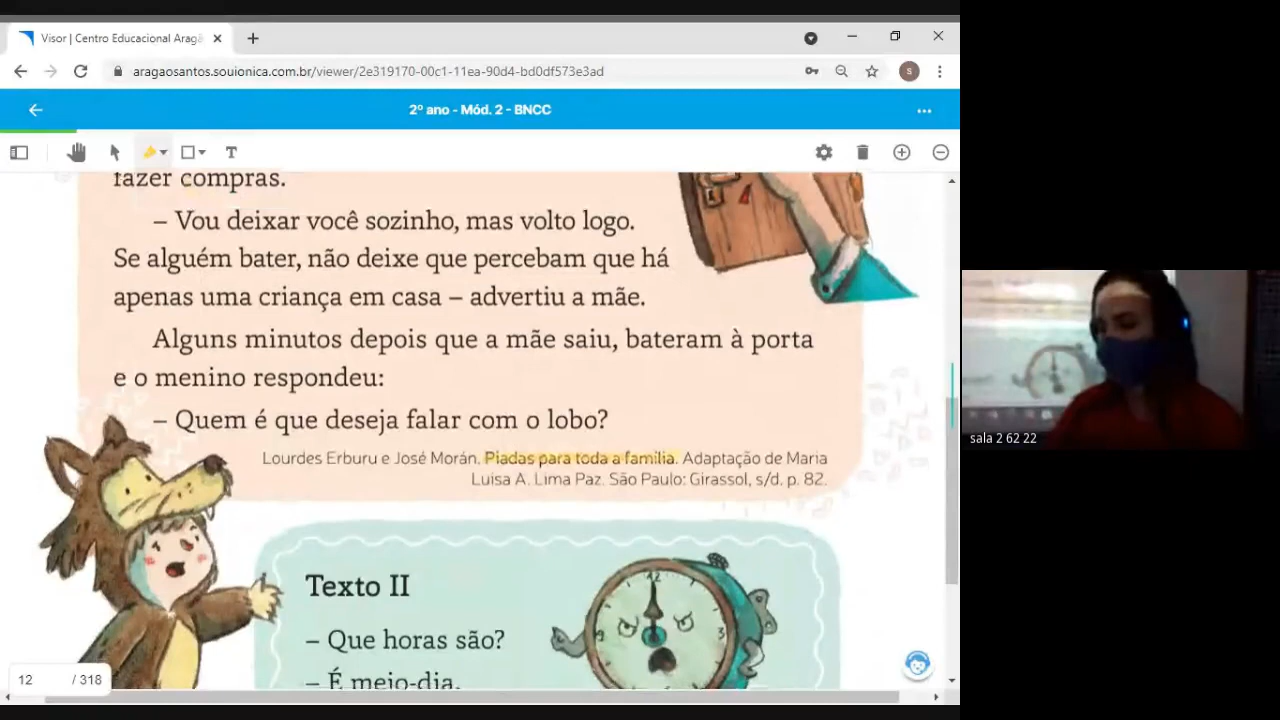 Visor | Centro Educacional Aragã
aragaosantos.souionica.com.br/viewer/2e319170-00c1-11ea-90d4-bd0df573e3ad
S
2º ano - Mód. 2 - BNCC
T
fazer compras.
– Vou deixar você sozinho, mas volto logo.
Se alguém bater, não deixe que percebam que há
apenas uma criança em casa – advertiu a mãe.
Alguns minutos depois que a mãe saiu, bateram à porta
e o menino respondeu:
– Quem é que deseja falar com o lobo?
Lourdes Erburu e José Morán. Piadas para toda a família. Adaptação de Maria
Luisa A. Lima Paz. São Paulo: Girassol, s/d. p. 82.
Texto II
– Que horas são?
– É meio-dia.
12
9
3
12 / 318
sala 2 62 22